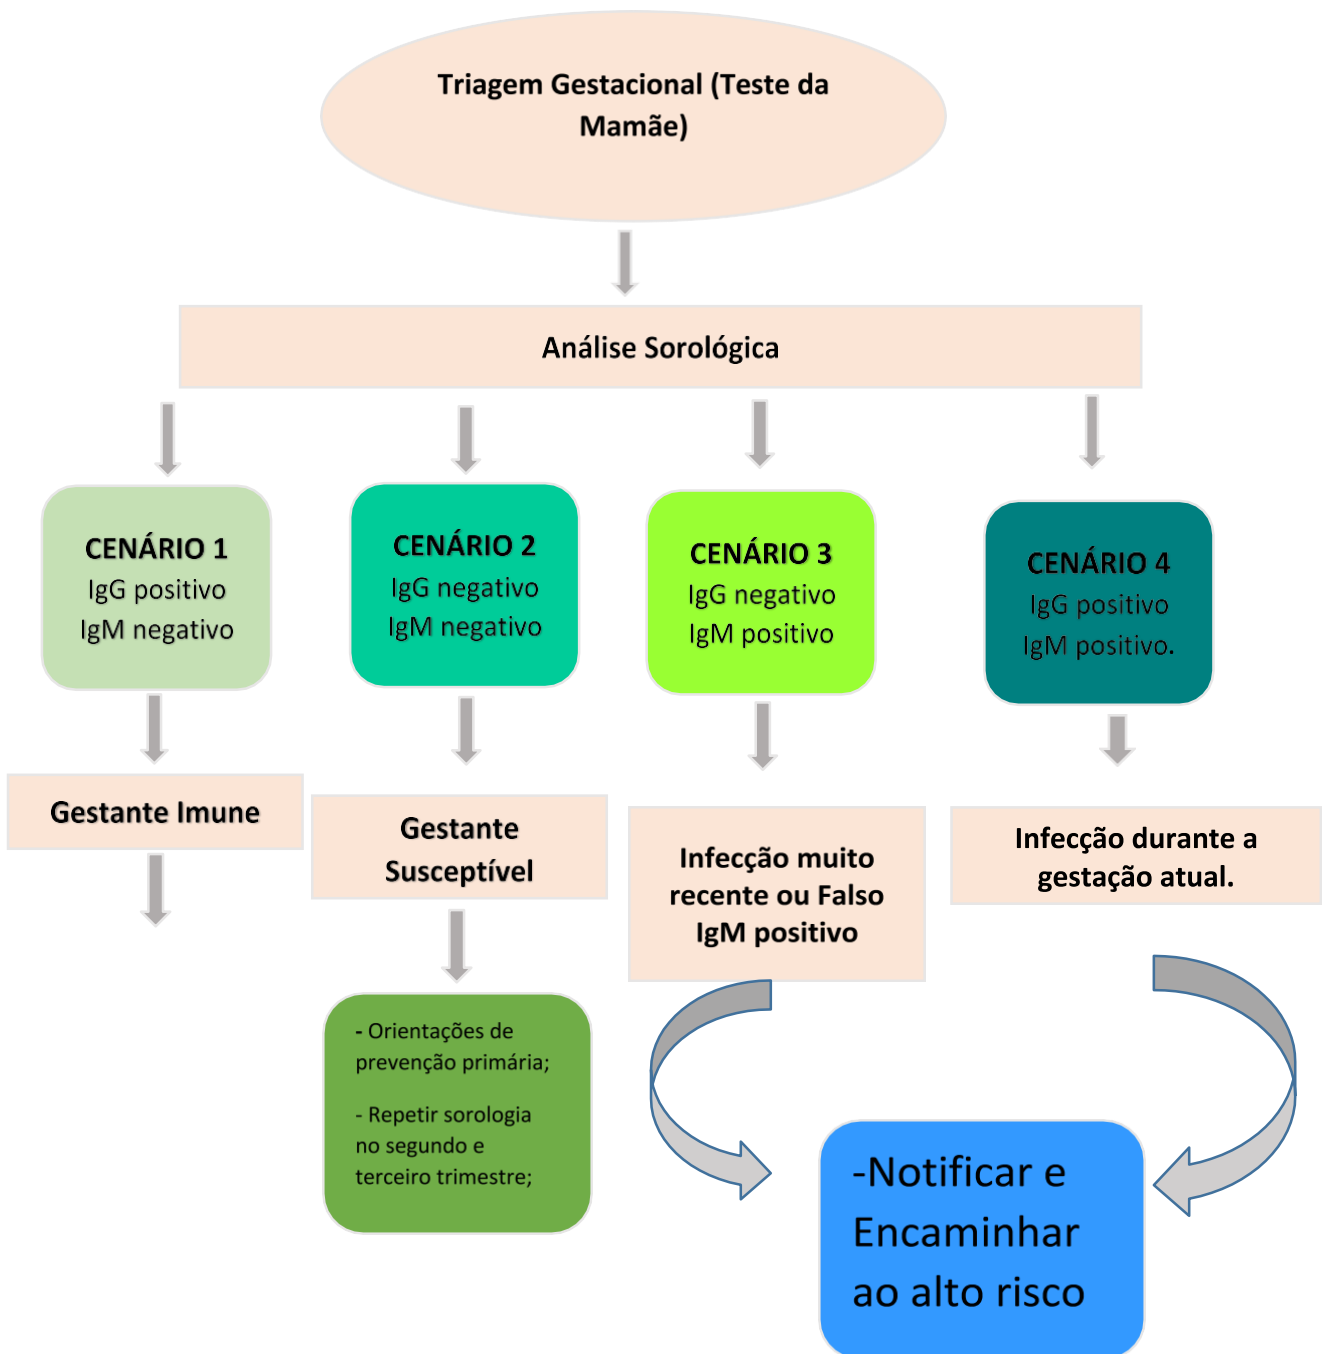 Triagem Gestacional (Teste da
Mamãe)
Análise Sorológica
CENÁRIO 1
IgG positivo
IgM negativo
CENÁRIO 2
IgG negativo
IgM negativo
CENÁRIO 3
IgG negativo
IgM positivo
CENÁRIO 4
IgG positivo
IgM positivo.
Gestante Imune
Gestante
Susceptível
Infecção muito
recente ou Falso
IgM positivo
Infecção durante a
gestação atual.
- Orientações de
prevenção primária;
- Repetir sorologia
no segundo e
terceiro trimestre;
-Notificar e
Encaminhar
ao alto risco